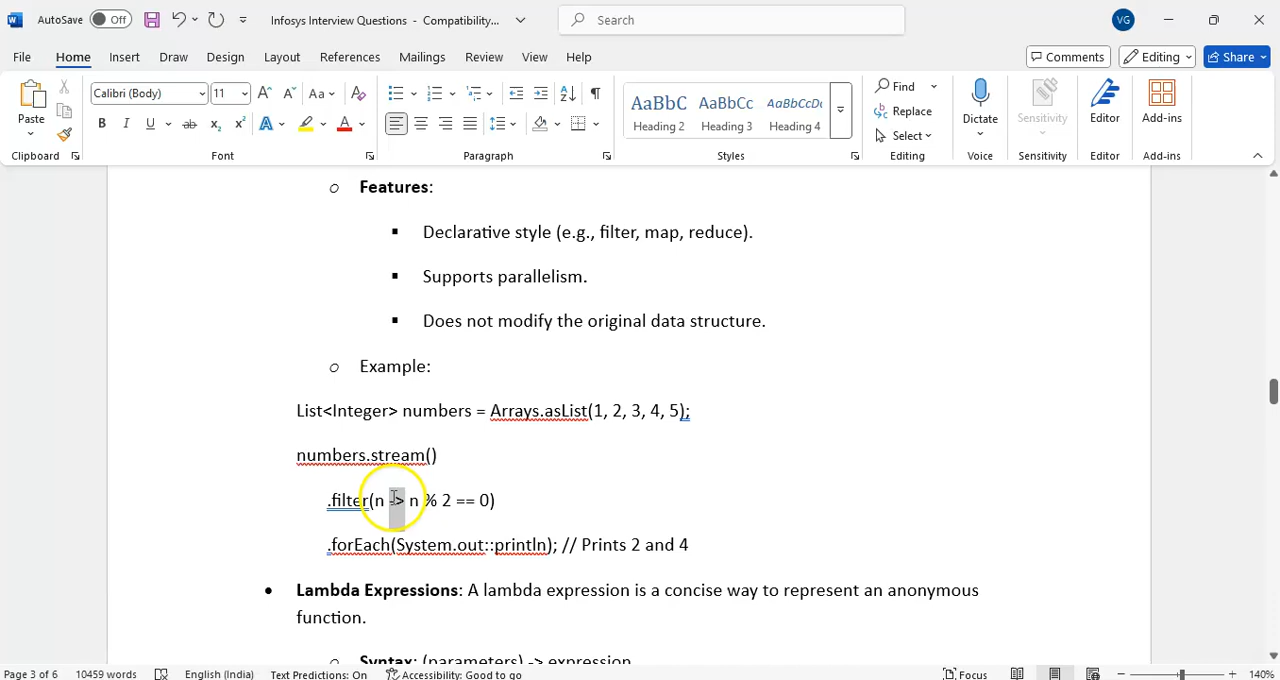 AutoSave Off Infosys Interview Questions - Compatibility... Search VG
File Home Insert Draw Design Layout References Mailings Review View Help Comments Editing Share
Paste Calibri (Body) 11 Aa AaBbC AaBbCc AaBbCcDc Find Replace Select Dictate Sensitivity Editor Add-ins
Heading 2 Heading 3 Heading 4
Clipboard Font Paragraph Styles Editing Voice Sensitivity Editor Add-ins
o Features:
▪ Declarative style (e.g., filter, map, reduce).
▪ Supports parallelism.
▪ Does not modify the original data structure.
o Example:
List<Integer> numbers = Arrays.asList(1, 2, 3, 4, 5);
numbers.stream()
.filter(n -> n % 2 == 0)
.forEach(System.out::println); // Prints 2 and 4
• Lambda Expressions: A lambda expression is a concise way to represent an anonymous
function.
o Syntax: (parameters) -> expression
Page 3 of 6 10459 words English (India) Text Predictions: On Accessibility: Good to go Focus 140%